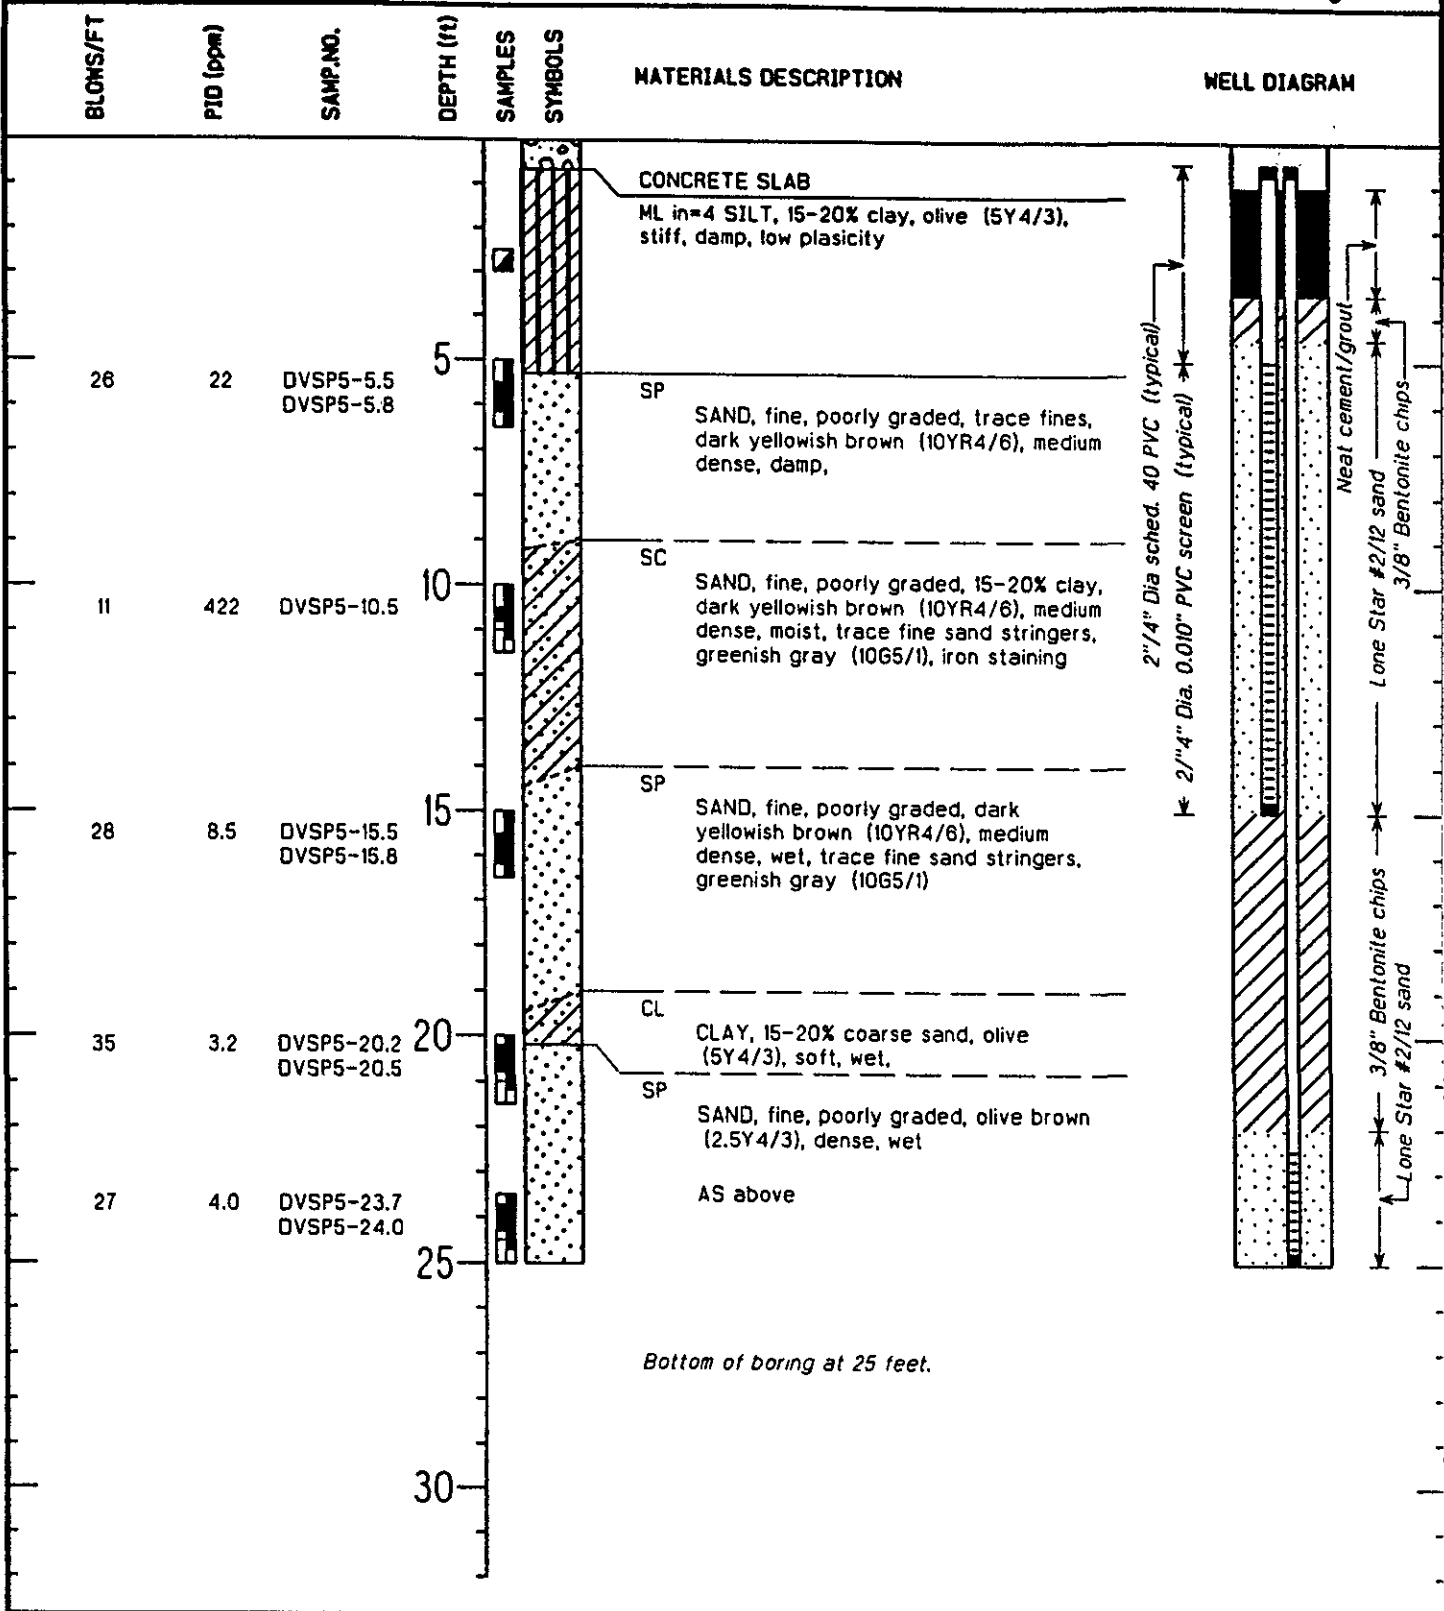 BLOWS/FT
PID (ppm)
SAMP.NO.
DEPTH (ft)
SAMPLES
SYMBOLS
MATERIALS DESCRIPTION
WELL DIAGRAM
CONCRETE SLAB
ML in=4 SILT, 15-20% clay, olive (5Y4/3),
stiff, damp, low plasicity
5
26 22 DVSP5-5.5
DVSP5-5.8
SP
SAND, fine, poorly graded, trace fines,
dark yellowish brown (10YR4/6), medium
dense, damp,
SC
10
11 422 DVSP5-10.5
SAND, fine, poorly graded, 15-20% clay,
dark yellowish brown (10YR4/6), medium
dense, moist, trace fine sand stringers,
greenish gray (10G5/1), iron staining
SP
15
28 8.5 DVSP5-15.5
DVSP5-15.8
SAND, fine, poorly graded, dark
yellowish brown (10YR4/6), medium
dense, wet, trace fine sand stringers,
greenish gray (10G5/1)
CL
20
35 3.2 DVSP5-20.2
DVSP5-20.5
CLAY, 15-20% coarse sand, olive
(5Y4/3), soft, wet,
SP
SAND, fine, poorly graded, olive brown
(2.5Y4/3), dense, wet
27 4.0 DVSP5-23.7
DVSP5-24.0
AS above
25
Bottom of boring at 25 feet.
30
2"/4" Dia sched. 40 PVC (typical)
2/"4" Dia. 0.010" PVC screen (typical)
Neat cement/grout
Lone Star #2/12 sand
3/8" Bentonite chips
3/8" Bentonite chips
Lone Star #2/12 sand